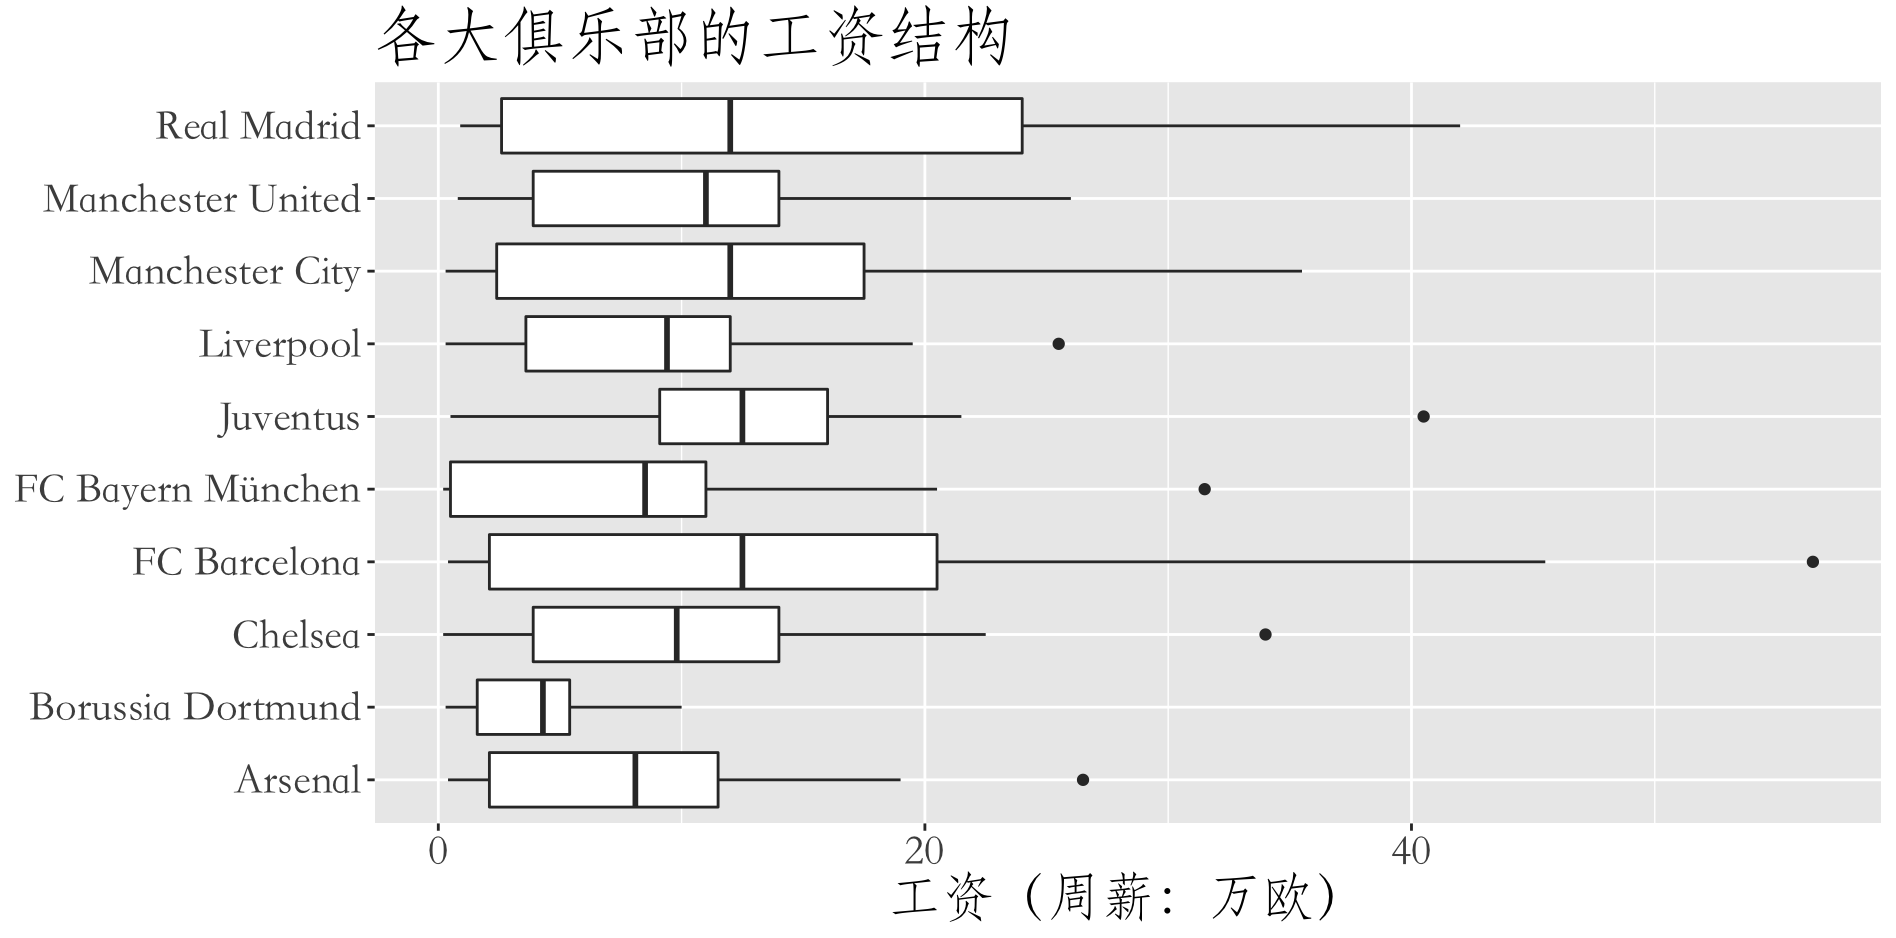 各大俱乐部的工资结构
Real Madrid
Manchester United
Manchester City
Liverpool
Juventus
FC Bayern München
FC Barcelona
Chelsea
Borussia Dortmund
Arsenal
0 20 40
工资（周薪：万欧）